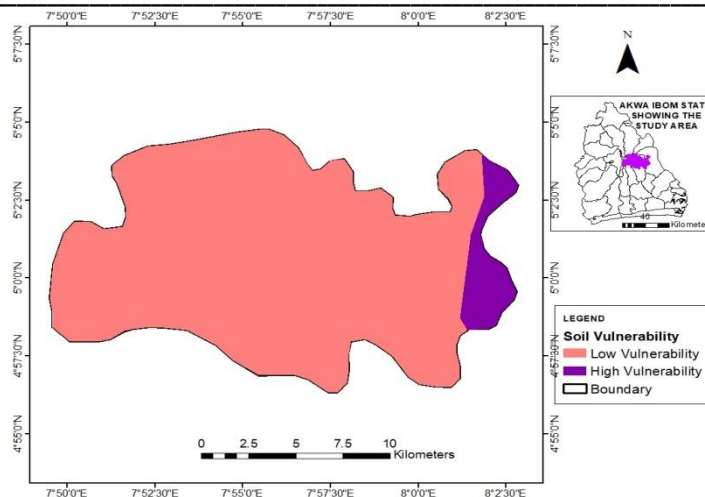 7°50'0"E 7°52'30"E 7°55'0"E 7°57'30"E 8°0'0"E 8°2'30"E
5°7'30"N
5°7'30"N
N
AKWA IBOM STAT
SHOWING THE
STUDY AREA
5°5'0"N
5°5'0"N
5°2'30"N
5°2'30"N
40
Kilomete
5°0'0"N
5°0'0"N
LEGEND
Soil Vulnerability
Low Vulnerability
High Vulnerability
Boundary
4°57'30"N
4°57'30"N
4°55'0"N
4°55'0"N
0 2.5 5 7.5 10
Kilometers
7°50'0"E 7°52'30"E 7°55'0"E 7°57'30"E 8°0'0"E 8°2'30"E